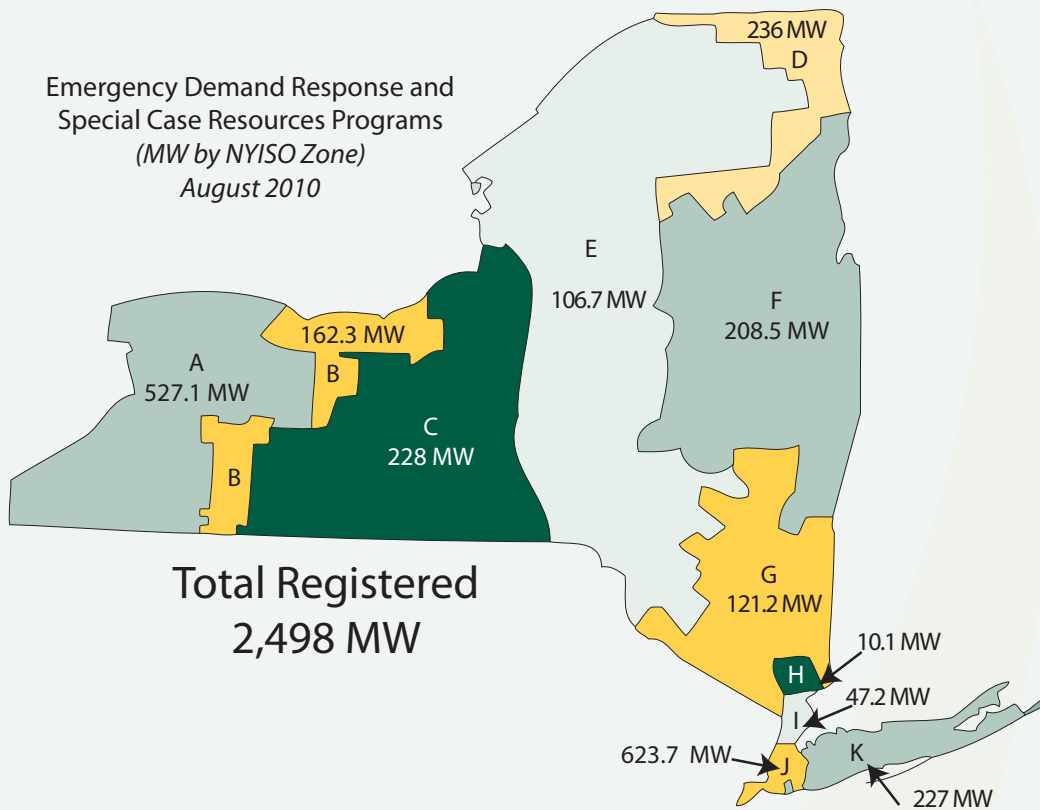 Emergency Demand Response and
Special Case Resources Programs
(MW by NYISO Zone)
August 2010
236 MW
D
E
106.7 MW
F
208.5 MW
162.3 MW
B
A
527.1 MW
C
228 MW
B
Total Registered
2,498 MW
G
121.2 MW
H
10.1 MW
I
47.2 MW
623.7 MW
J
K
227 MW